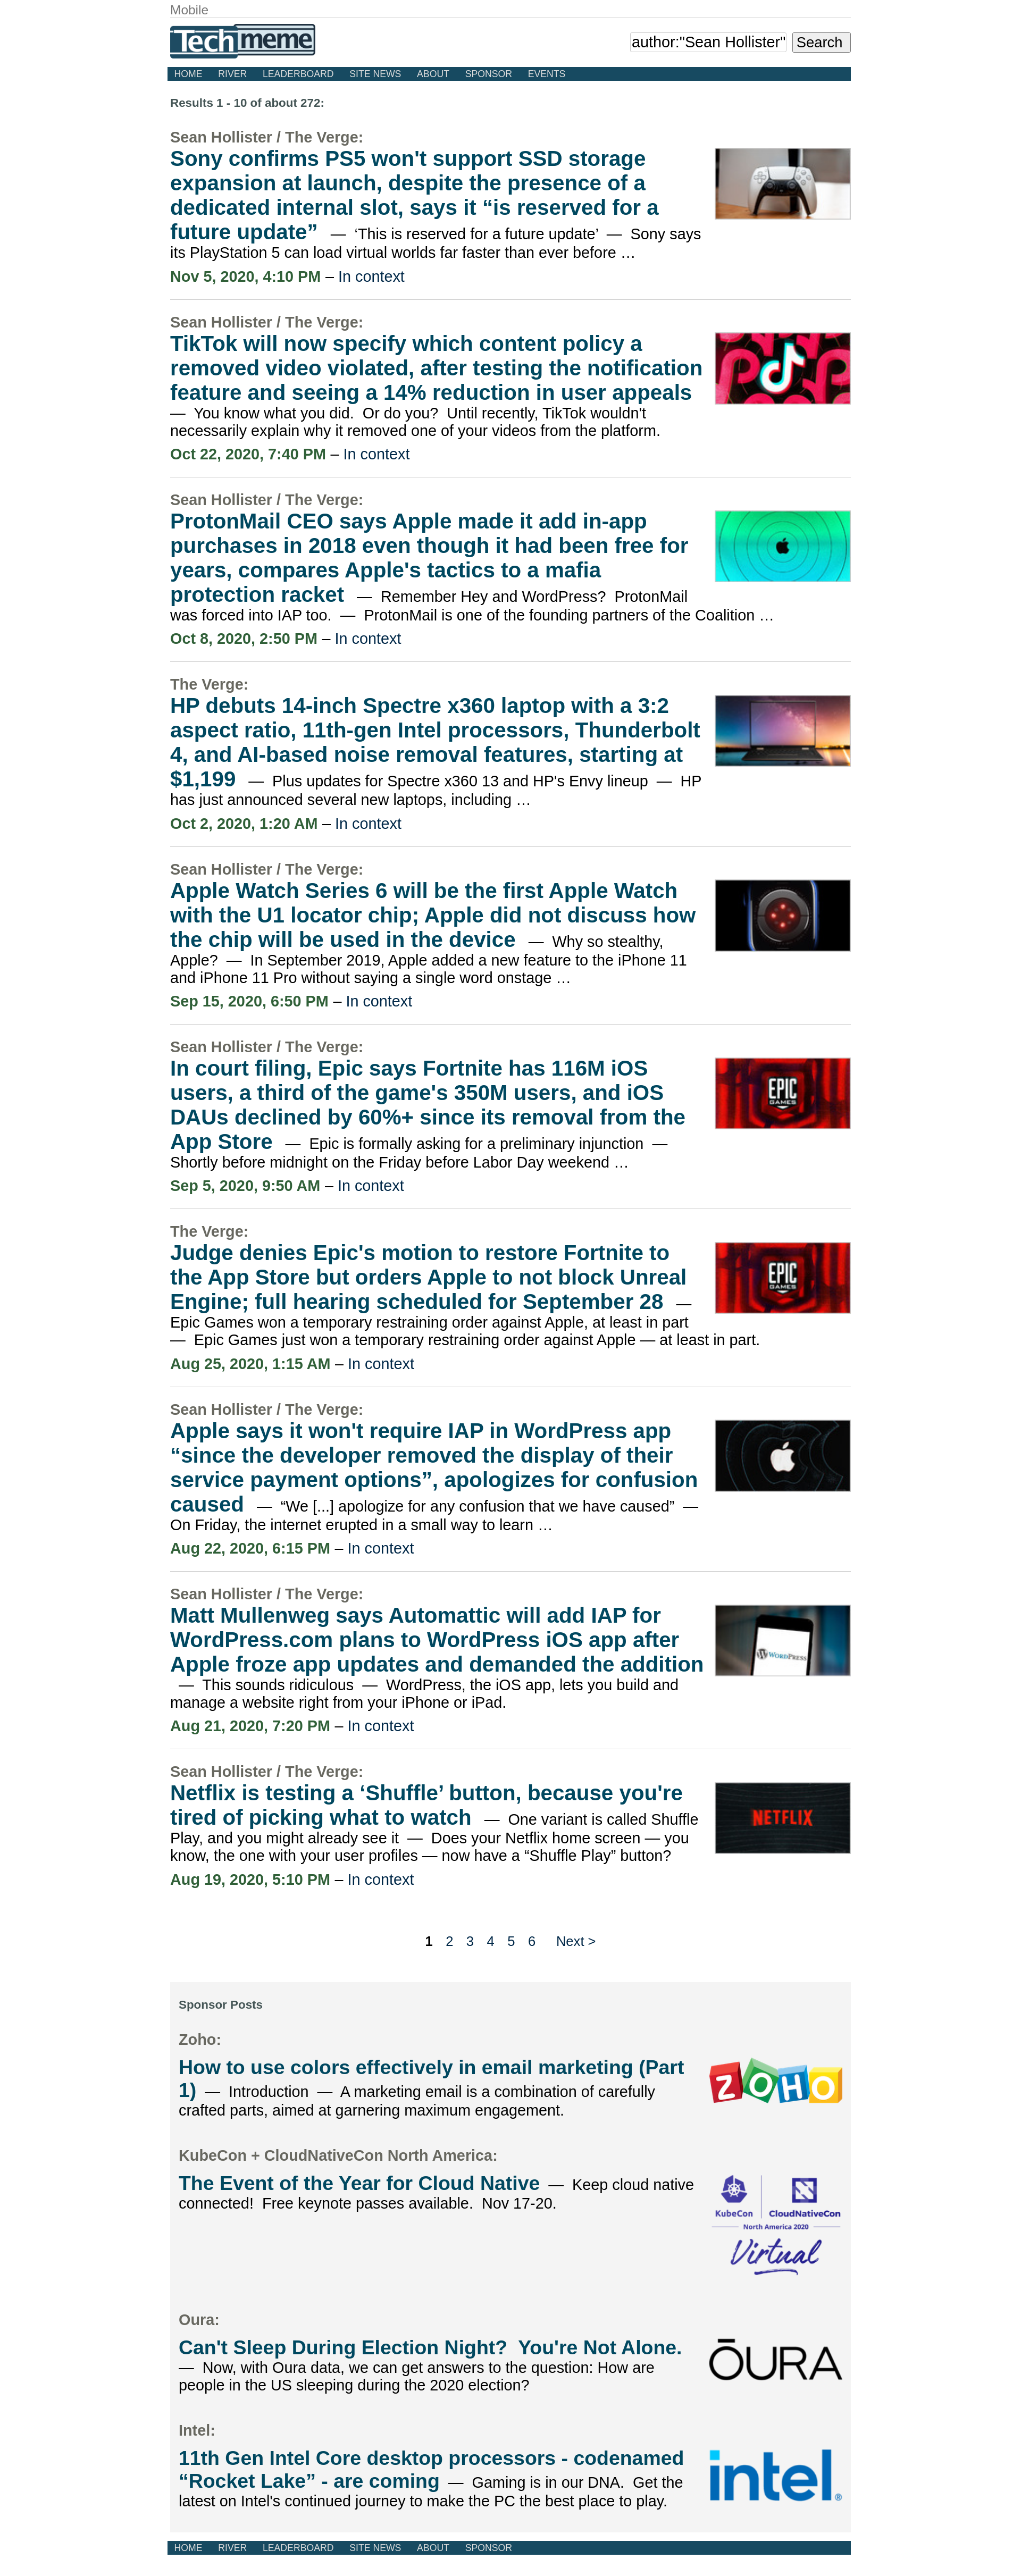 Mobile
Techmeme
author:"Sean Hollister" Search
HOME RIVER LEADERBOARD SITE NEWS ABOUT SPONSOR EVENTS
Results 1 - 10 of about 272:
Sean Hollister / The Verge:
Sony confirms PS5 won't support SSD storage
expansion at launch, despite the presence of a
dedicated internal slot, says it “is reserved for a
future update” — ‘This is reserved for a future update’ — Sony says
its PlayStation 5 can load virtual worlds far faster than ever before …
Nov 5, 2020, 4:10 PM – In context
Sean Hollister / The Verge:
TikTok will now specify which content policy a
removed video violated, after testing the notification
feature and seeing a 14% reduction in user appeals
— You know what you did. Or do you? Until recently, TikTok wouldn't
necessarily explain why it removed one of your videos from the platform.
Oct 22, 2020, 7:40 PM – In context
Sean Hollister / The Verge:
ProtonMail CEO says Apple made it add in-app
purchases in 2018 even though it had been free for
years, compares Apple's tactics to a mafia
protection racket — Remember Hey and WordPress? ProtonMail
was forced into IAP too. — ProtonMail is one of the founding partners of the Coalition …
Oct 8, 2020, 2:50 PM – In context
The Verge:
HP debuts 14-inch Spectre x360 laptop with a 3:2
aspect ratio, 11th-gen Intel processors, Thunderbolt
4, and AI-based noise removal features, starting at
$1,199 — Plus updates for Spectre x360 13 and HP's Envy lineup — HP
has just announced several new laptops, including …
Oct 2, 2020, 1:20 AM – In context
Sean Hollister / The Verge:
Apple Watch Series 6 will be the first Apple Watch
with the U1 locator chip; Apple did not discuss how
the chip will be used in the device — Why so stealthy,
Apple? — In September 2019, Apple added a new feature to the iPhone 11
and iPhone 11 Pro without saying a single word onstage …
Sep 15, 2020, 6:50 PM – In context
Sean Hollister / The Verge:
In court filing, Epic says Fortnite has 116M iOS
users, a third of the game's 350M users, and iOS
DAUs declined by 60%+ since its removal from the
App Store — Epic is formally asking for a preliminary injunction —
Shortly before midnight on the Friday before Labor Day weekend …
EPIC
GAMES
Sep 5, 2020, 9:50 AM – In context
The Verge:
Judge denies Epic's motion to restore Fortnite to
the App Store but orders Apple to not block Unreal
Engine; full hearing scheduled for September 28 —
Epic Games won a temporary restraining order against Apple, at least in part
— Epic Games just won a temporary restraining order against Apple — at least in part.
EPIC
GAMES
Aug 25, 2020, 1:15 AM – In context
Sean Hollister / The Verge:
Apple says it won't require IAP in WordPress app
“since the developer removed the display of their
service payment options”, apologizes for confusion
caused — “We [...] apologize for any confusion that we have caused” —
On Friday, the internet erupted in a small way to learn …
Aug 22, 2020, 6:15 PM – In context
Sean Hollister / The Verge:
Matt Mullenweg says Automattic will add IAP for
WordPress.com plans to WordPress iOS app after
Apple froze app updates and demanded the addition
— This sounds ridiculous — WordPress, the iOS app, lets you build and
manage a website right from your iPhone or iPad.
WORDPRESS
Aug 21, 2020, 7:20 PM – In context
Sean Hollister / The Verge:
Netflix is testing a ‘Shuffle’ button, because you're
tired of picking what to watch — One variant is called Shuffle
Play, and you might already see it — Does your Netflix home screen — you
know, the one with your user profiles — now have a “Shuffle Play” button?
NETFLIX
Aug 19, 2020, 5:10 PM – In context
1 2 3 4 5 6 Next >
Sponsor Posts
Zoho:
How to use colors effectively in email marketing (Part
1) — Introduction — A marketing email is a combination of carefully
crafted parts, aimed at garnering maximum engagement.
ZOHO
KubeCon + CloudNativeCon North America:
The Event of the Year for Cloud Native — Keep cloud native
connected! Free keynote passes available. Nov 17-20.
KubeCon CloudNativeCon
North America 2020
Virtual
Oura:
Can't Sleep During Election Night? You're Not Alone.
— Now, with Oura data, we can get answers to the question: How are
people in the US sleeping during the 2020 election?
ŌURA
Intel:
11th Gen Intel Core desktop processors - codenamed
“Rocket Lake” - are coming — Gaming is in our DNA. Get the
latest on Intel's continued journey to make the PC the best place to play.
intel®
HOME RIVER LEADERBOARD SITE NEWS ABOUT SPONSOR